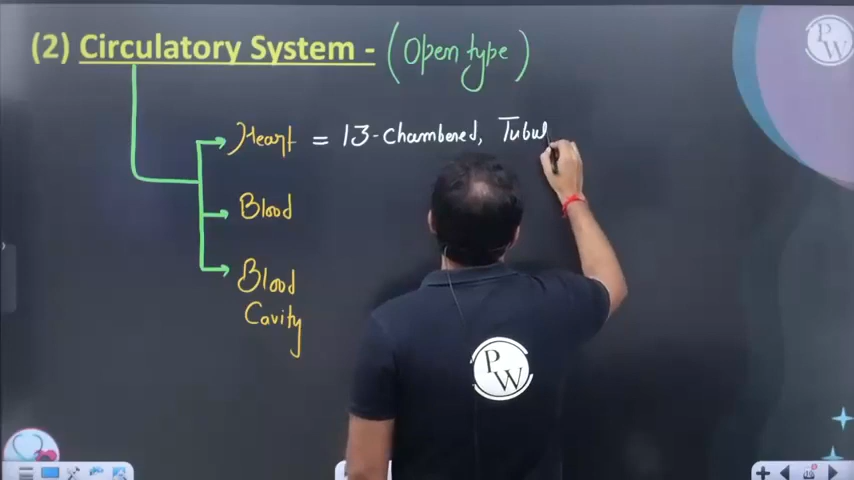 (2) Circulatory System - (Open type)
Heart = 13-Chambered, Tubul
Blood
Blood
Cavity
PW
PW